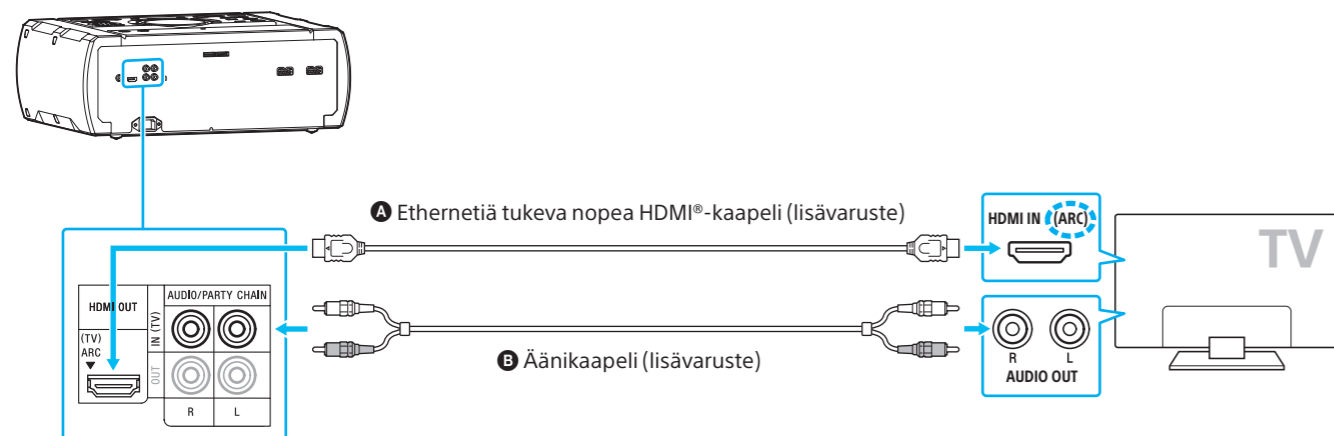 A Ethernetiä tukeva nopea HDMI®-kaapeli (lisävaruste)
HDMI IN (ARC)
TV
HDMI OUT
(TV)
ARC
AUDIO/PARTY CHAIN
IN (TV)
OUT
R L
B Äänikaapeli (lisävaruste)
R L
AUDIO OUT